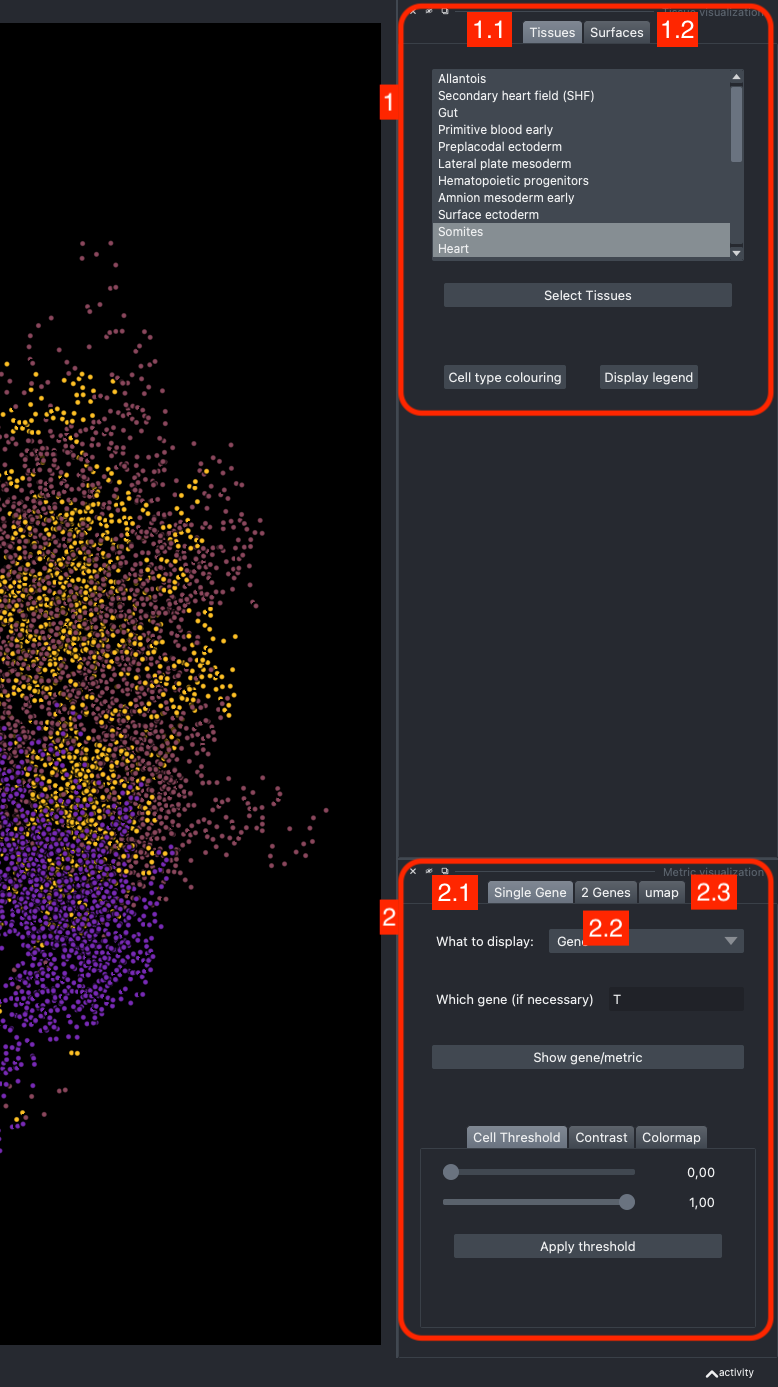 Tissue visualization
1.1 Tissues Surfaces 1.2
1
Allantois
Secondary heart field (SHF)
Gut
Primitive blood early
Preplacodal ectoderm
Lateral plate mesoderm
Hematopoietic progenitors
Amnion mesoderm early
Surface ectoderm
Somites
Heart
Select Tissues
Cell type colouring Display legend
Metric visualization
2.1 Single Gene 2 Genes umap 2.3
2
2.2
What to display: Gene
Which gene (if necessary) T
Show gene/metric
Cell Threshold Contrast Colormap
0,00
1,00
Apply threshold
activity